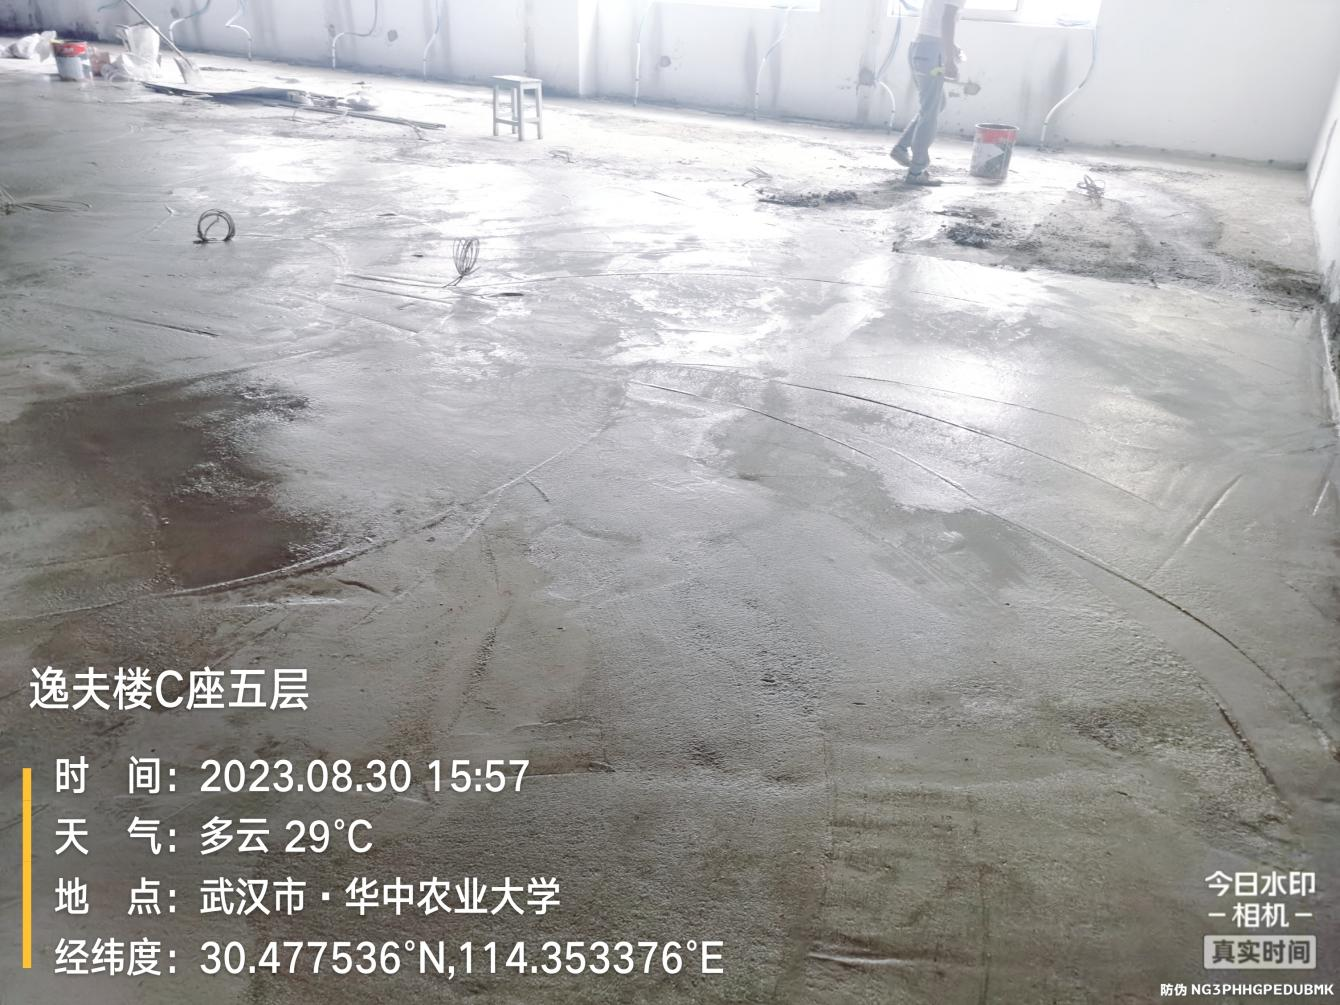 逸夫楼C座五层
时 间：2023.08.30 15:57
天 气：多云 29°C
地 点：武汉市·华中农业大学
经纬度：30.477536°N,114.353376°E
今日水印
相机
真实时间
防伪 NG3PHHGPEDUBMK